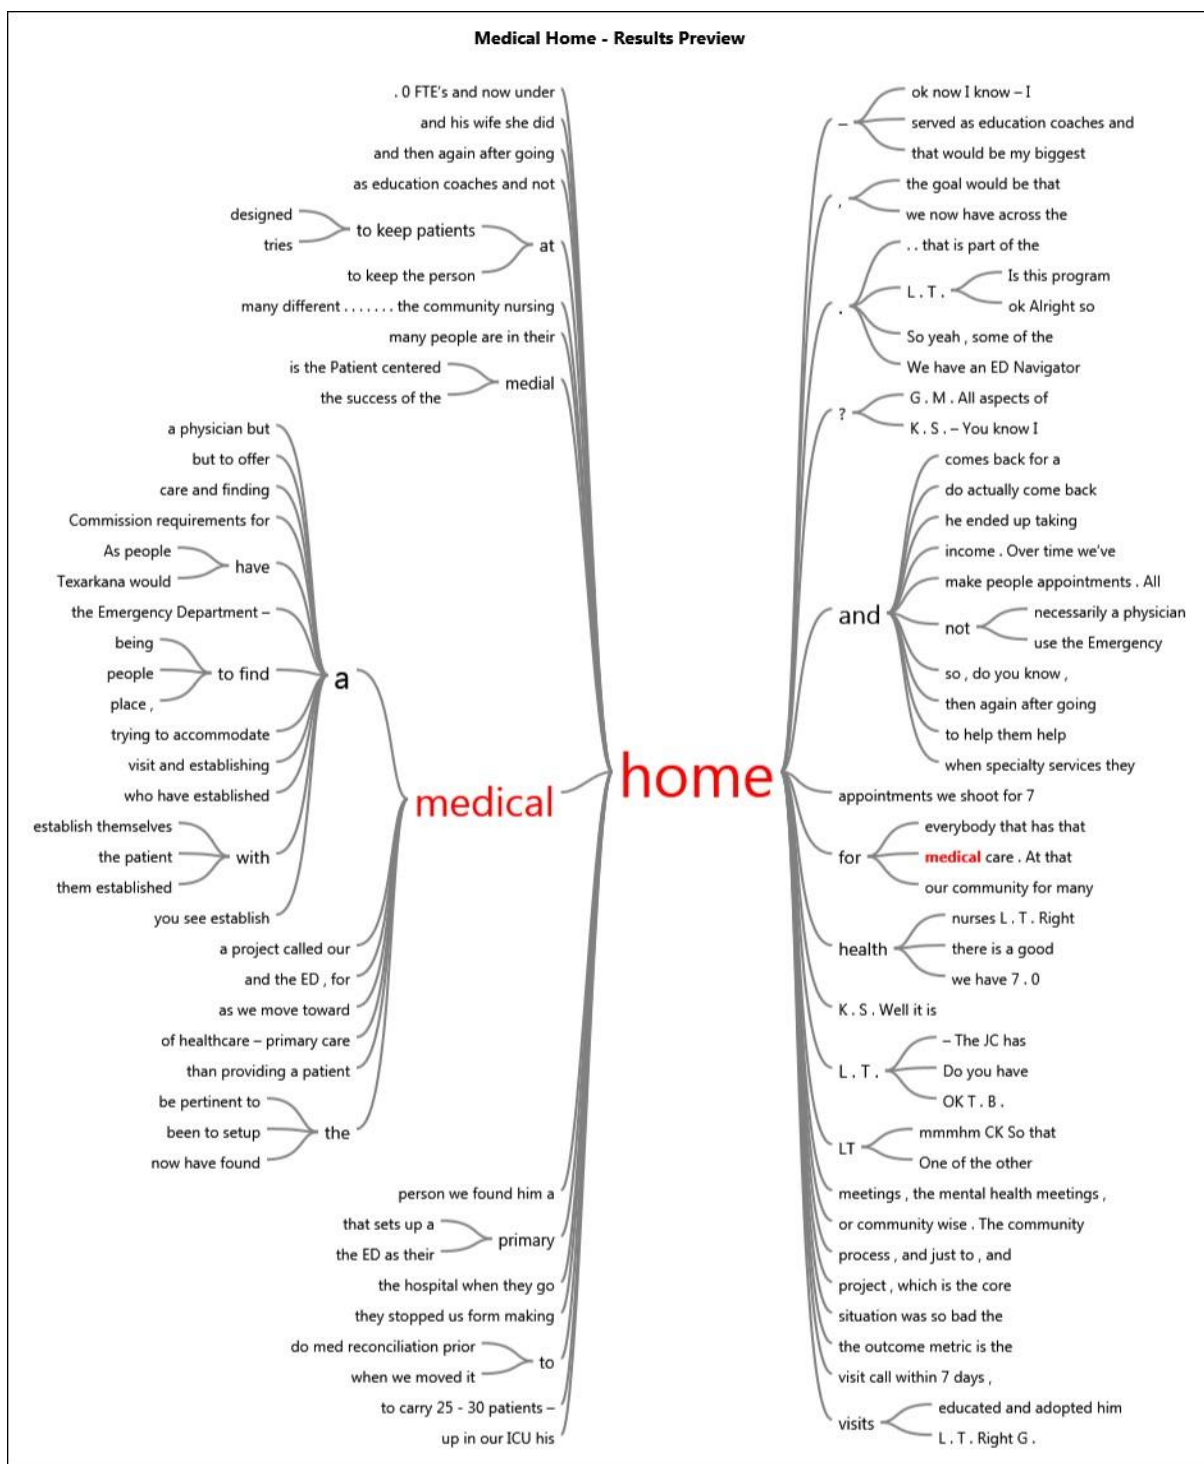 Medical Home - Results Preview
. 0 FTE's and now under
and his wife she did
and then again after going
as education coaches and not
designed
tries
to keep patients
to keep the person
at
many different . . . . . . . the community nursing
many people are in their
is the Patient centered
the success of the
medial
a physician but
but to offer
care and finding
Commission requirements for
As people
Texarkana would
have
the Emergency Department –
being
people
place ,
to find
trying to accommodate
visit and establishing
who have established
establish themselves
the patient
them established
with
you see establish
a
a project called our
and the ED , for
as we move toward
of healthcare – primary care
than providing a patient
be pertinent to
been to setup
now have found
the
medical
person we found him a
that sets up a
the ED as their
primary
the hospital when they go
they stopped us form making
do med reconciliation prior
when we moved it
to
to carry 25 - 30 patients –
up in our ICU his
home
–
ok now I know – I
served as education coaches and
that would be my biggest
,
the goal would be that
we now have across the
.
. . that is part of the
L . T .
Is this program
ok Alright so
So yeah , some of the
We have an ED Navigator
?
G . M . All aspects of
K . S . – You know I
and
comes back for a
do actually come back
he ended up taking
income . Over time we've
make people appointments . All
not
necessarily a physician
use the Emergency
so , do you know ,
then again after going
to help them help
when specialty services they
appointments we shoot for 7
for
everybody that has that
medical care . At that
our community for many
health
nurses L . T . Right
there is a good
we have 7 . 0
K . S . Well it is
L . T .
– The JC has
Do you have
OK T . B .
LT
mmmhm CK So that
One of the other
meetings , the mental health meetings ,
or community wise . The community
process , and just to , and
project , which is the core
situation was so bad the
the outcome metric is the
visit call within 7 days ,
visits
educated and adopted him
L . T . Right G .